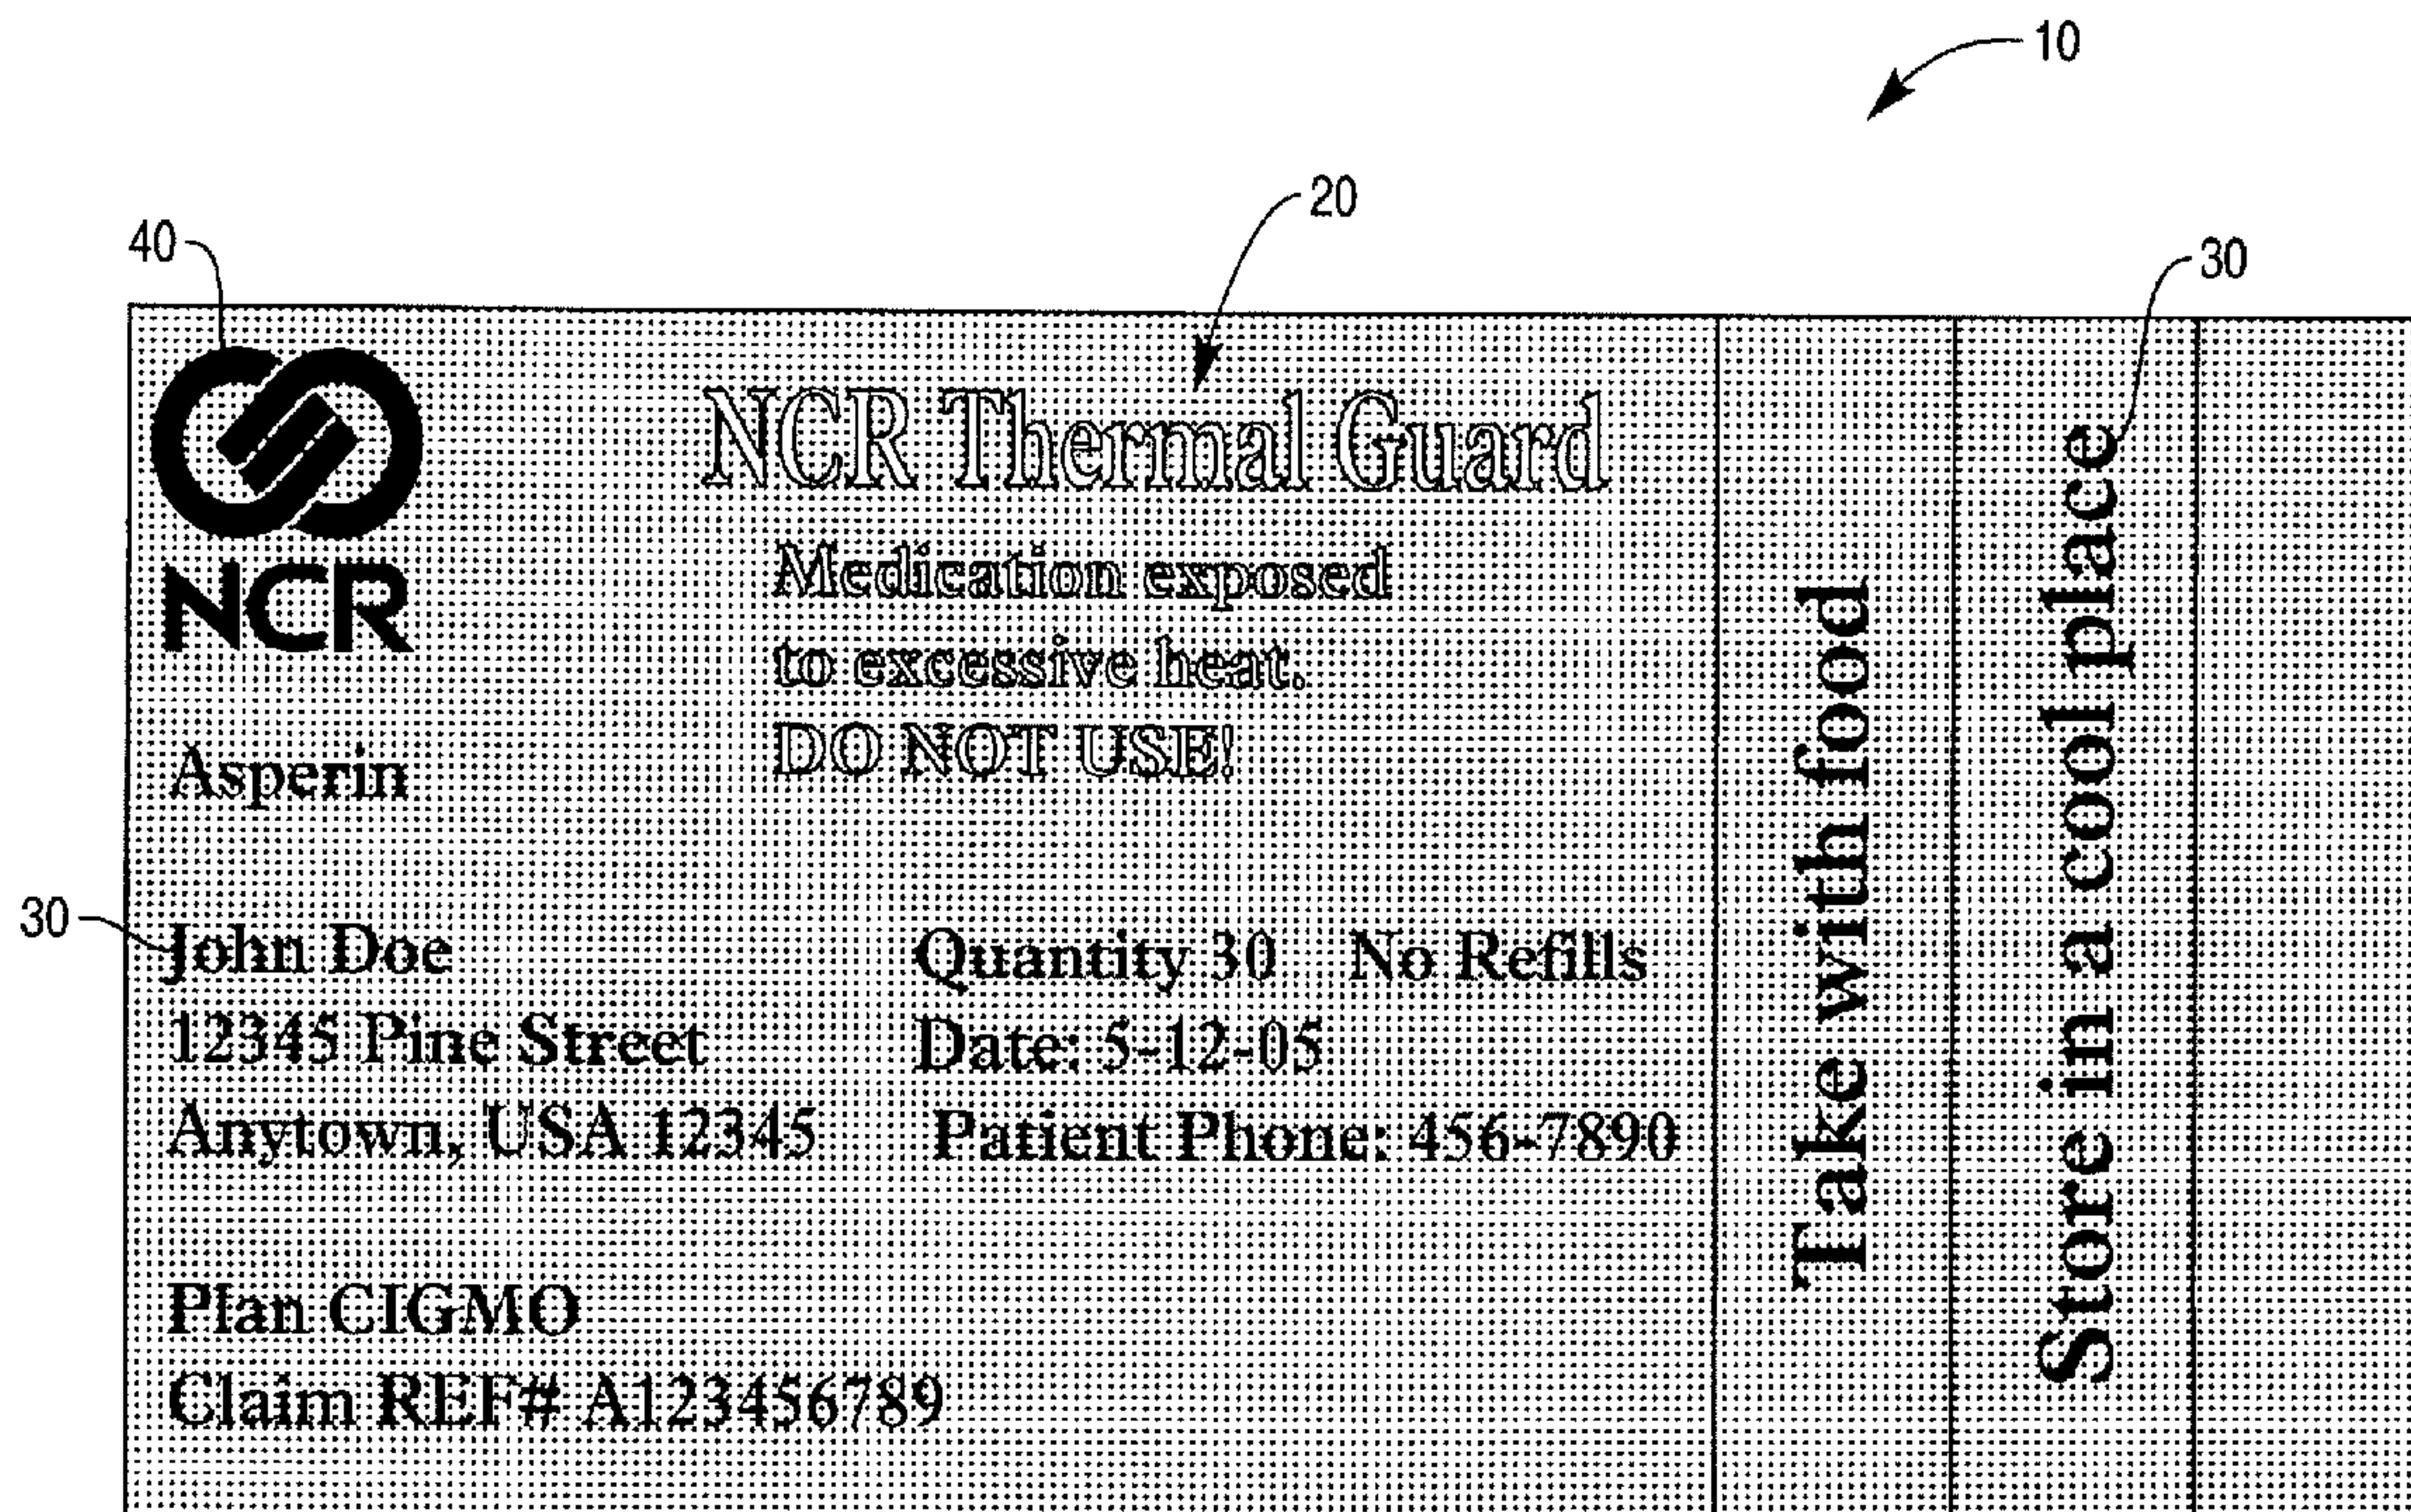 10
20
40
30
NCR Thermal Guard
NCR
Medication exposed
to excessive heat.
DO NOT USE!
Asperin
30
John Doe
Quantity 30 No Refills
12345 Pine Street
Date: 5-12-05
Anytown, USA 12345
Patient Phone: 456-7890
Plan CIGMO
Claim REF# A123456789
Take with food
Store in a cool place